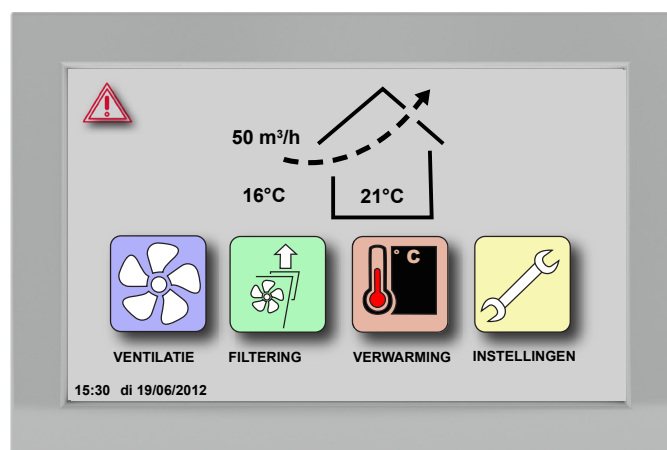 50 m³/h
16°C 21°C
° C
VENTILATIE FILTERING VERWARMING INSTELLINGEN
15:30 di 19/06/2012